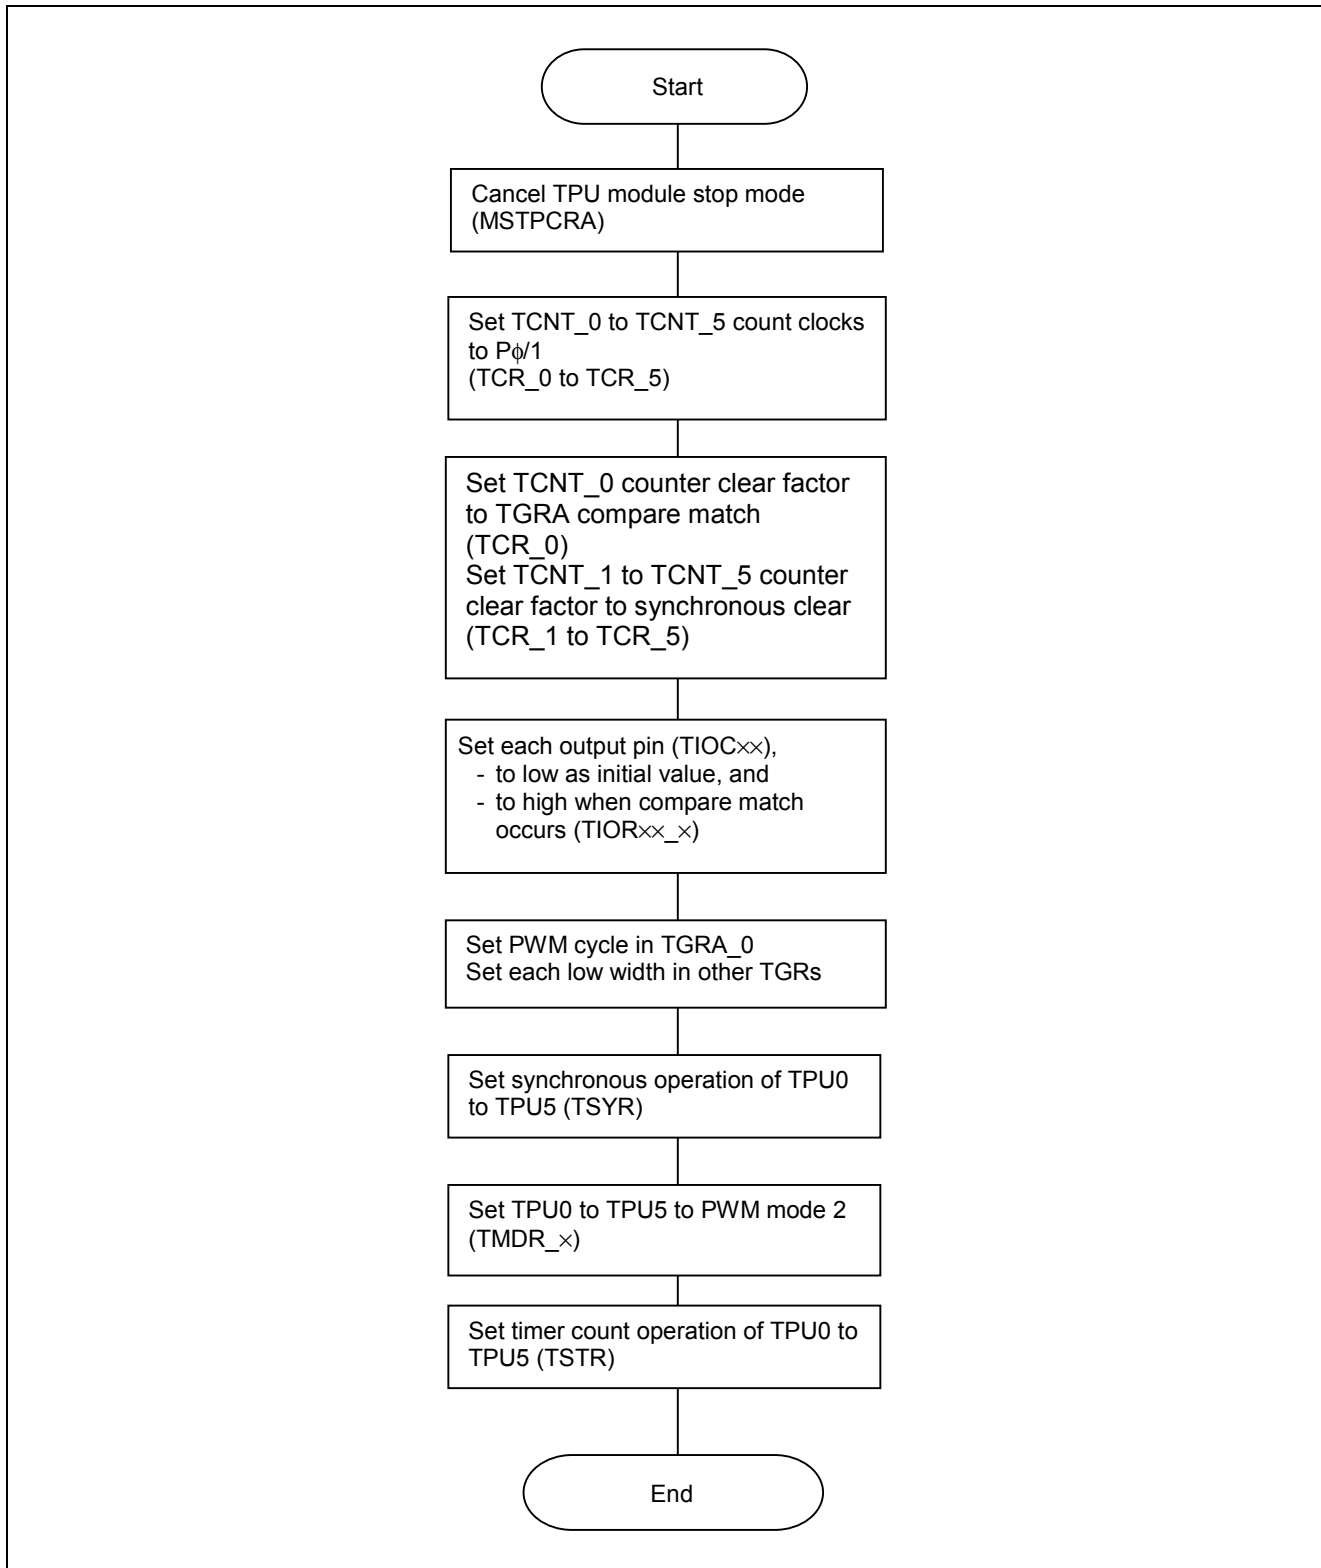 Start
Cancel TPU module stop mode
(MSTPCRA)
Set TCNT_0 to TCNT_5 count clocks
to Pϕ/1
(TCR_0 to TCR_5)
Set TCNT_0 counter clear factor
to TGRA compare match
(TCR_0)
Set TCNT_1 to TCNT_5 counter
clear factor to synchronous clear
(TCR_1 to TCR_5)
Set each output pin (TIOC××),
- to low as initial value, and
- to high when compare match
occurs (TIOR××_×)
Set PWM cycle in TGRA_0
Set each low width in other TGRs
Set synchronous operation of TPU0
to TPU5 (TSYR)
Set TPU0 to TPU5 to PWM mode 2
(TMDR_×)
Set timer count operation of TPU0 to
TPU5 (TSTR)
End